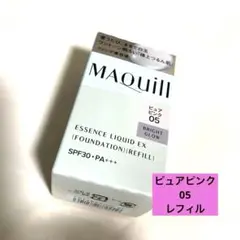 MAQuill
ピュア
ピンク
05
BRIGHT
GLOW
ESSENCE LIQUID EX
(FOUNDATION)(REFILL)
SPF30・PA+++
ピュアピンク
05
レフィル